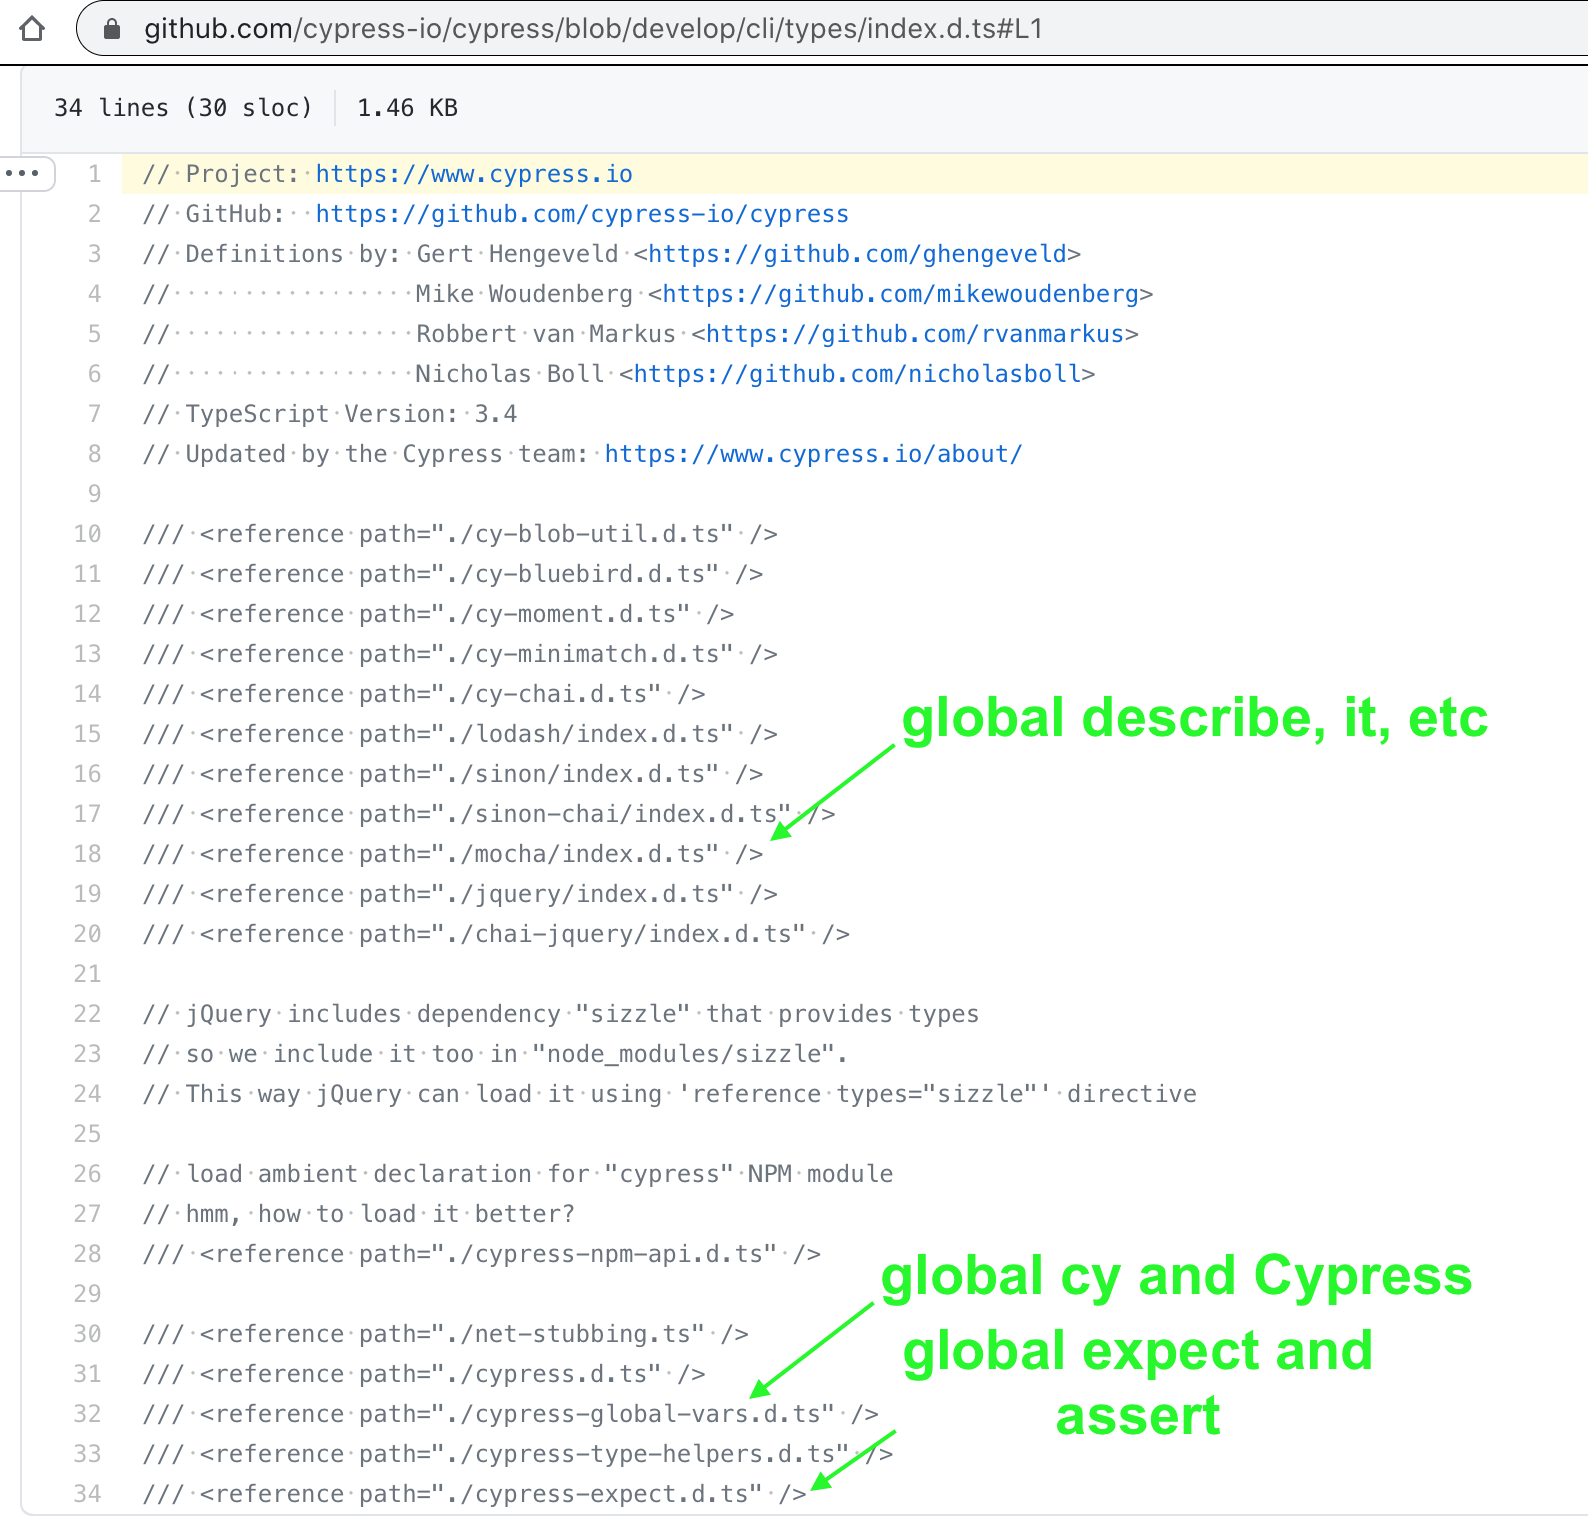 github.com/cypress-io/cypress/blob/develop/cli/types/index.d.ts#L1
34 lines (30 sloc) 1.46 KB
1 // Project: https://www.cypress.io
2 // GitHub:  https://github.com/cypress-io/cypress
3 // Definitions by: Gert Hengeveld <https://github.com/ghengeveld>
4 //                 Mike Woudenberg <https://github.com/mikewoudenberg>
5 //                 Robbert van Markus <https://github.com/rvanmarkus>
6 //                 Nicholas Boll <https://github.com/nicholasboll>
7 // TypeScript Version: 3.4
8 // Updated by the Cypress team: https://www.cypress.io/about/
9
10 /// <reference path="./cy-blob-util.d.ts" />
11 /// <reference path="./cy-bluebird.d.ts" />
12 /// <reference path="./cy-moment.d.ts" />
13 /// <reference path="./cy-minimatch.d.ts" />
14 /// <reference path="./cy-chai.d.ts" />
global describe, it, etc
15 /// <reference path="./lodash/index.d.ts" />
16 /// <reference path="./sinon/index.d.ts" />
17 /// <reference path="./sinon-chai/index.d.ts" />
18 /// <reference path="./mocha/index.d.ts" />
19 /// <reference path="./jquery/index.d.ts" />
20 /// <reference path="./chai-jquery/index.d.ts" />
21
22 // jQuery includes dependency "sizzle" that provides types
23 // so we include it too in "node_modules/sizzle".
24 // This way jQuery can load it using 'reference types="sizzle"' directive
25
26 // load ambient declaration for "cypress" NPM module
27 // hmm, how to load it better?
28 /// <reference path="./cypress-npm-api.d.ts" />
global cy and Cypress
29
30 /// <reference path="./net-stubbing.ts" />
global expect and
31 /// <reference path="./cypress.d.ts" />
32 /// <reference path="./cypress-global-vars.d.ts" />
assert
33 /// <reference path="./cypress-type-helpers.d.ts" />
34 /// <reference path="./cypress-expect.d.ts" />